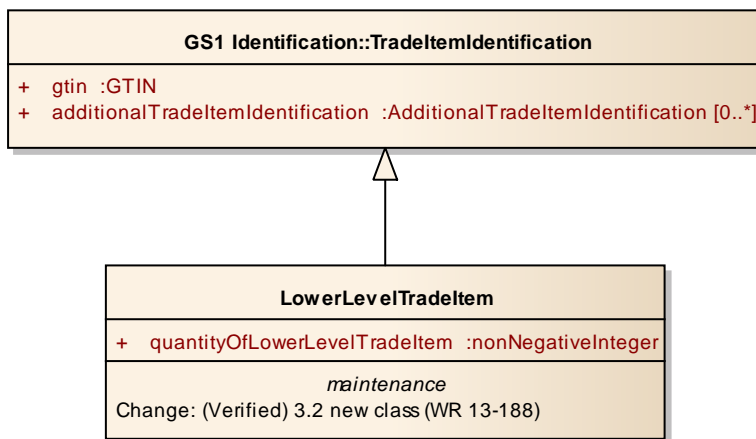 GS1 Identification::TradeItemIdentification
+ gtin :GTIN
+ additionalTradeItemIdentification :AdditionalTradeItemIdentification [0..*]
LowerLevelTradeItem
+ quantityOfLowerLevelTradeItem :nonNegativeInteger
maintenance
Change: (Verified) 3.2 new class (WR 13-188)